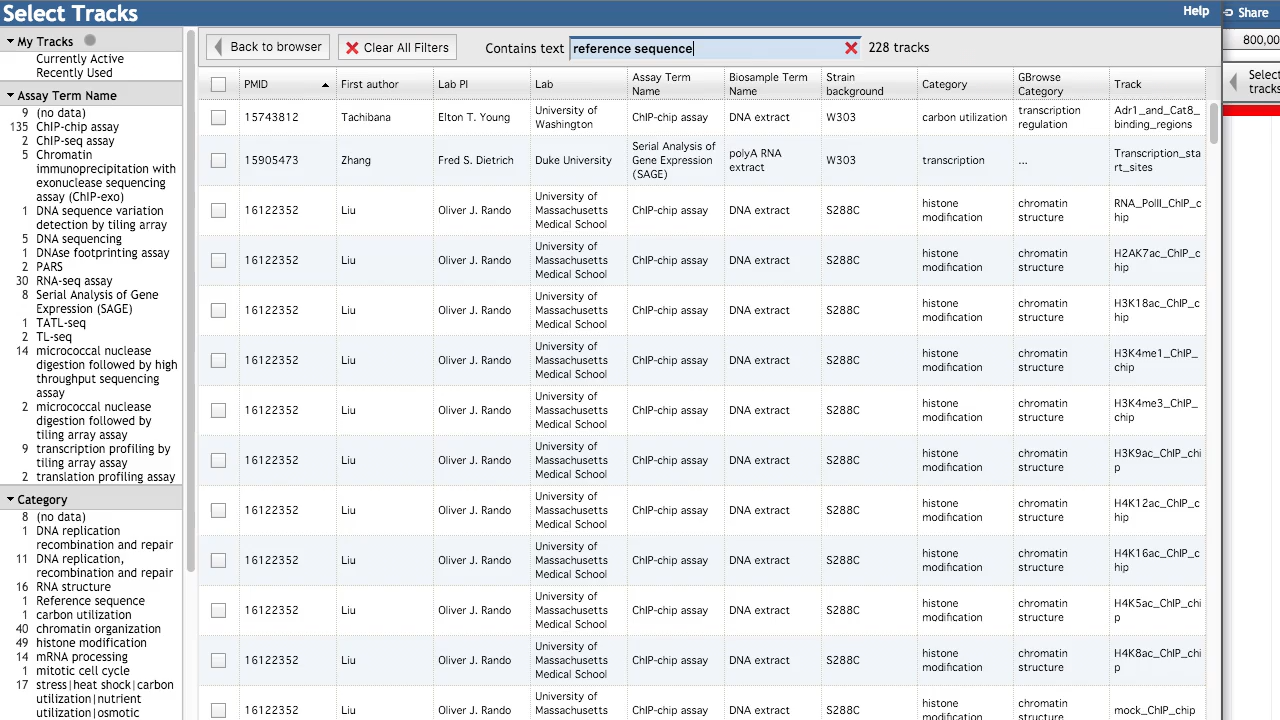 Select Tracks
Help
Share
My Tracks
Currently Active
Recently Used
Assay Term Name
9 (no data)
135 ChIP-chip assay
2 ChIP-seq assay
5 Chromatin
immunoprecipitation with
exonuclease sequencing
assay (ChIP-exo)
1 DNA sequence variation
detection by tiling array
5 DNA sequencing
1 DNAse footprinting assay
2 PARS
30 RNA-seq assay
8 Serial Analysis of Gene
Expression (SAGE)
1 TATL-seq
2 TL-seq
14 micrococcal nuclease
digestion followed by high
throughput sequencing
assay
2 micrococcal nuclease
digestion followed by
tiling array assay
9 transcription profiling by
tiling array assay
2 translation profiling assay
Category
8 (no data)
1 DNA replication
recombination and repair
11 DNA replication,
recombination and repair
16 RNA structure
1 Reference sequence
1 carbon utilization
40 chromatin organization
49 histone modification
14 mRNA processing
1 mitotic cell cycle
17 stress|heat shock|carbon
utilization|nutrient
utilization|osmotic
Back to browser
Clear All Filters
Contains text
reference sequence
228 tracks
PMID First author Lab PI Lab Assay Term Name Biosample Term Name Strain background Category GBrowse Category Track
15743812 Tachibana Elton T. Young University of Washington ChIP-chip assay DNA extract W303 carbon utilization transcription regulation Adr1_and_Cat8_binding_regions
15905473 Zhang Fred S. Dietrich Duke University Serial Analysis of Gene Expression (SAGE) polyA RNA extract W303 transcription ... Transcription_start_sites
16122352 Liu Oliver J. Rando University of Massachusetts Medical School ChIP-chip assay DNA extract S288C histone modification chromatin structure RNA_PolII_ChIP_chip
16122352 Liu Oliver J. Rando University of Massachusetts Medical School ChIP-chip assay DNA extract S288C histone modification chromatin structure H2AK7ac_ChIP_chip
16122352 Liu Oliver J. Rando University of Massachusetts Medical School ChIP-chip assay DNA extract S288C histone modification chromatin structure H3K18ac_ChIP_chip
16122352 Liu Oliver J. Rando University of Massachusetts Medical School ChIP-chip assay DNA extract S288C histone modification chromatin structure H3K4me1_ChIP_chip
16122352 Liu Oliver J. Rando University of Massachusetts Medical School ChIP-chip assay DNA extract S288C histone modification chromatin structure H3K4me3_ChIP_chip
16122352 Liu Oliver J. Rando University of Massachusetts Medical School ChIP-chip assay DNA extract S288C histone modification chromatin structure H3K9ac_ChIP_chip
16122352 Liu Oliver J. Rando University of Massachusetts Medical School ChIP-chip assay DNA extract S288C histone modification chromatin structure H4K12ac_ChIP_chip
16122352 Liu Oliver J. Rando University of Massachusetts Medical School ChIP-chip assay DNA extract S288C histone modification chromatin structure H4K16ac_ChIP_chip
16122352 Liu Oliver J. Rando University of Massachusetts Medical School ChIP-chip assay DNA extract S288C histone modification chromatin structure H4K5ac_ChIP_chip
16122352 Liu Oliver J. Rando University of Massachusetts Medical School ChIP-chip assay DNA extract S288C histone modification chromatin structure H4K8ac_ChIP_chip
16122352 Liu Oliver J. Rando University of Massachusetts ChIP-chip assay DNA extract S288C histone modification chromatin structure mock_ChIP_chip
800,00
Select
tracks